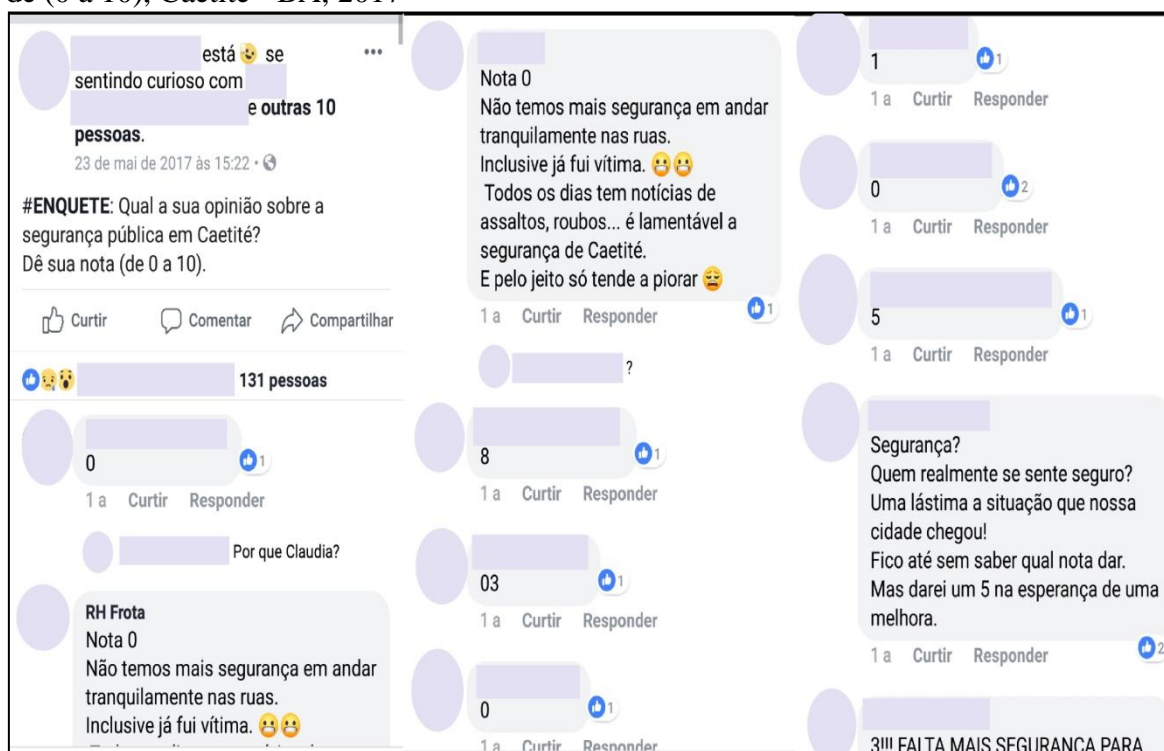 de (0 a 10), Caetité - BA, 2017
está se
sentindo curioso com
e outras 10
pessoas.
23 de mai de 2017 às 15:22 ·
#ENQUETE: Qual a sua opinião sobre a
segurança pública em Caetité?
Dê sua nota (de 0 a 10).
Curtir Comentar Compartilhar
131 pessoas
0
1
1 a Curtir Responder
Por que Claudia?
RH Frota
Nota 0
Não temos mais segurança em andar
tranquilamente nas ruas.
Inclusive já fui vítima.
Nota 0
Não temos mais segurança em andar
tranquilamente nas ruas.
Inclusive já fui vítima.
Todos os dias tem notícias de
assaltos, roubos... é lamentável a
segurança de Caetité.
E pelo jeito só tende a piorar
1 a Curtir Responder 1
?
8
1
1 a Curtir Responder
03
1
1 a Curtir Responder
0
1
1 a Curtir Responder
1
1
1 a Curtir Responder
0
2
1 a Curtir Responder
5
1
1 a Curtir Responder
Segurança?
Quem realmente se sente seguro?
Uma lástima a situação que nossa
cidade chegou!
Fico até sem saber qual nota dar.
Mas darei um 5 na esperança de uma
melhora.
1 a Curtir Responder 2
3!!! FALTA MAIS SEGURANÇA PARA